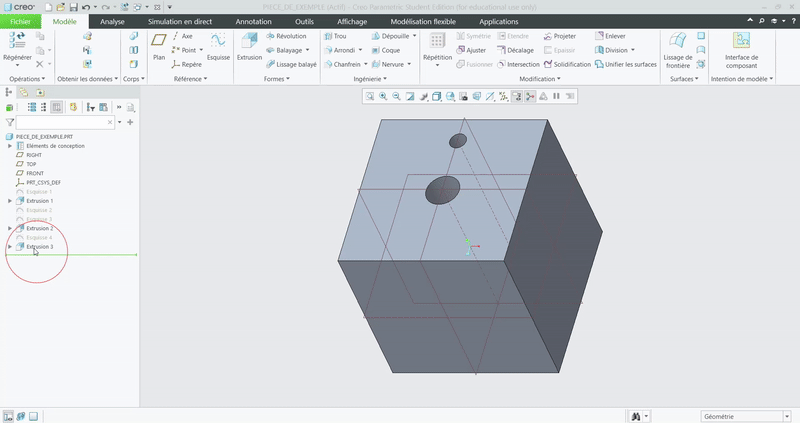 creo PIECE_DE_EXEMPLE (Actif) - Creo Parametric Student Edition (for educational use only)
Fichier Modèle Analyse Simulation en direct Annotation Outils Affichage Modélisation flexible Applications
Régénérer Plan Axe Point Repère Esquisse Extrusion Révolution Balayage Lissage balayé Trou Arrondi Chanfrein Dépouille Coque Nervure Répétition Symétrie Ajuster Fusionner Etendre Décalage Intersection Projeter Epaissir Solidification Enlever Division Unifier les surfaces Lissage de frontière Interface de composant
Opérations Obtenir les données Corps Référence Formes Ingénierie Modification Surfaces Intention de modèle
PIECE_DE_EXEMPLE.PRT
Eléments de conception
RIGHT
TOP
FRONT
PRT_CSYS_DEF
Esquisse 1
Extrusion 1
Esquisse 2
Esquisse 3
Extrusion 2
Esquisse 4
Extrusion 3
Géométrie